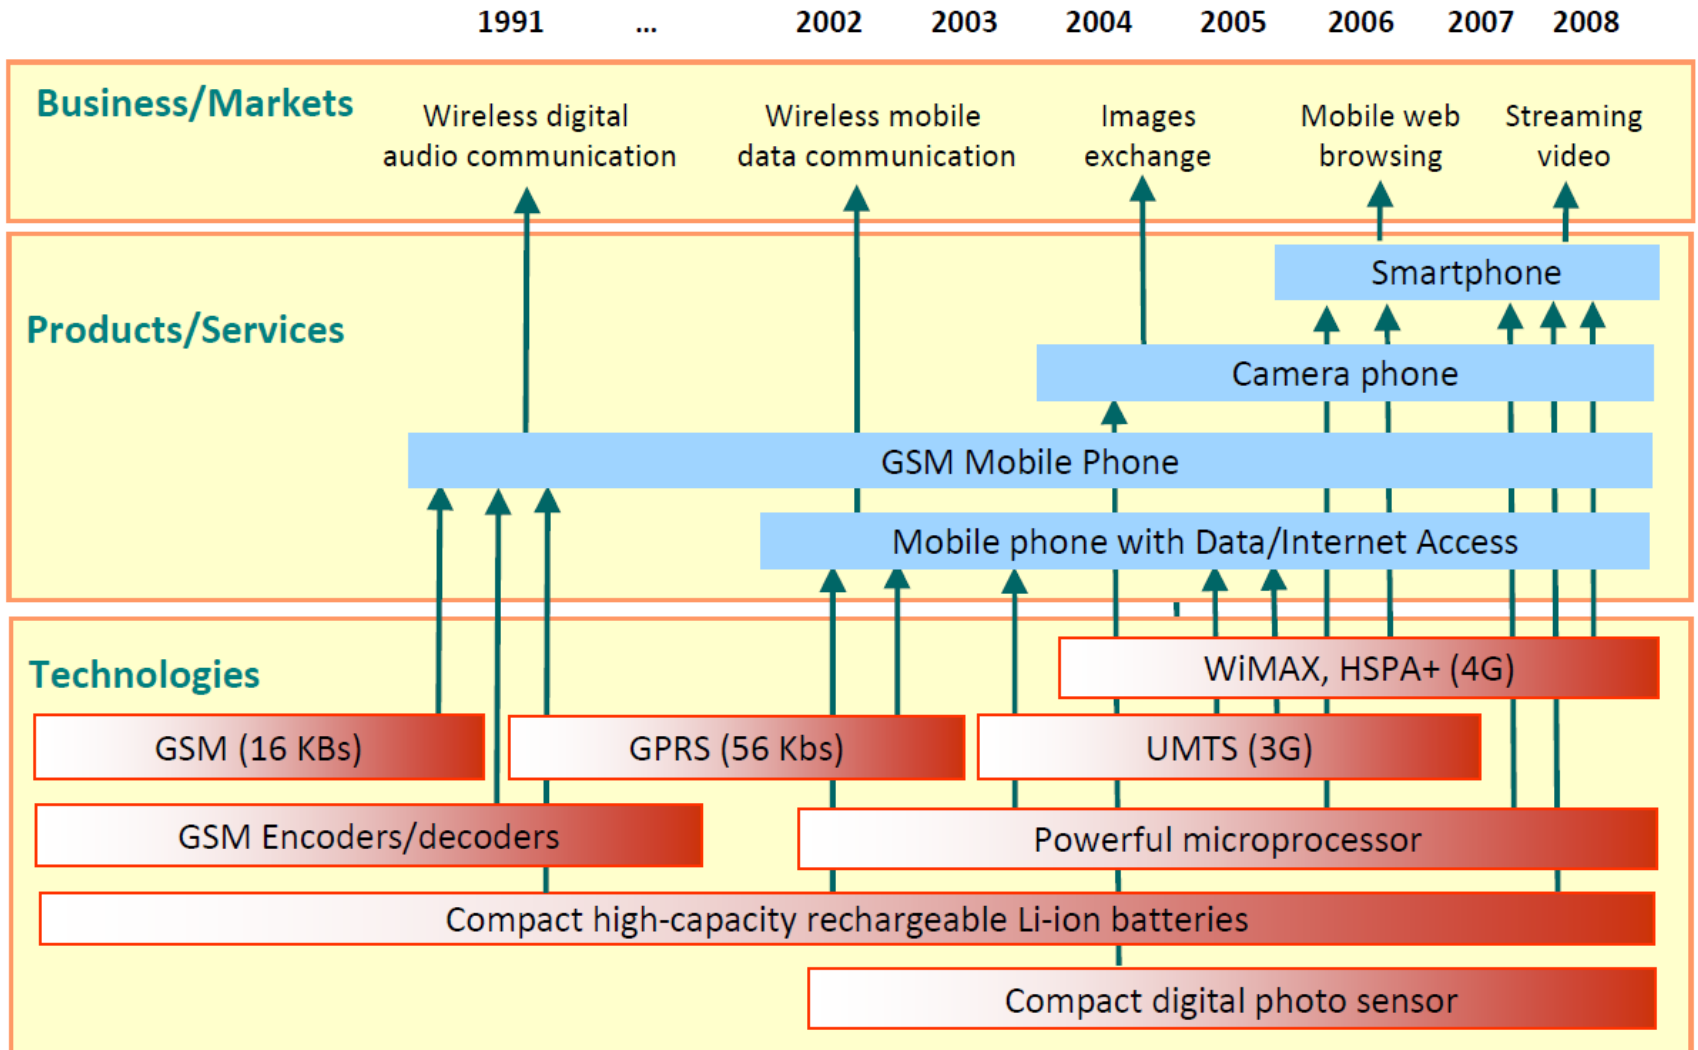 1991 ... 2002 2003 2004 2005 2006 2007 2008
Business/Markets
Wireless digital
audio communication
Wireless mobile
data communication
Images
exchange
Mobile web
browsing
Streaming
video
Products/Services
Smartphone
Camera phone
GSM Mobile Phone
Mobile phone with Data/Internet Access
Technologies
WiMAX, HSPA+ (4G)
GSM (16 KBs)
GPRS (56 Kbs)
UMTS (3G)
GSM Encoders/decoders
Powerful microprocessor
Compact high-capacity rechargeable Li-ion batteries
Compact digital photo sensor